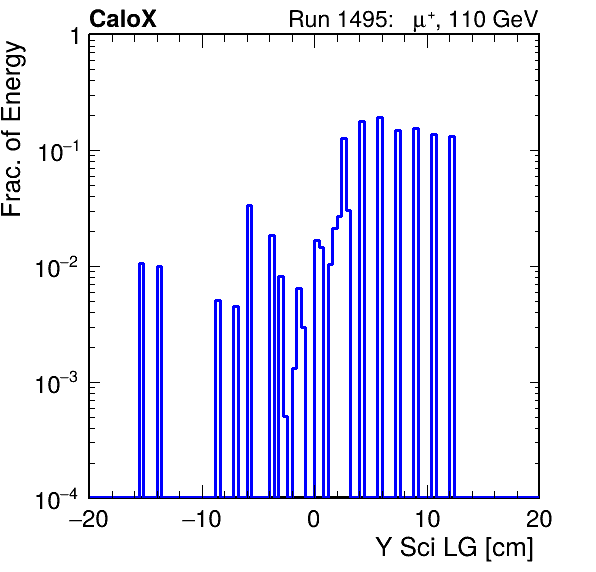 CaloX Run 1495: μ⁺, 110 GeV
Frac. of Energy
1
10⁻¹
10⁻²
10⁻³
10⁻⁴
−20 −10 0 10 20
Y Sci LG [cm]